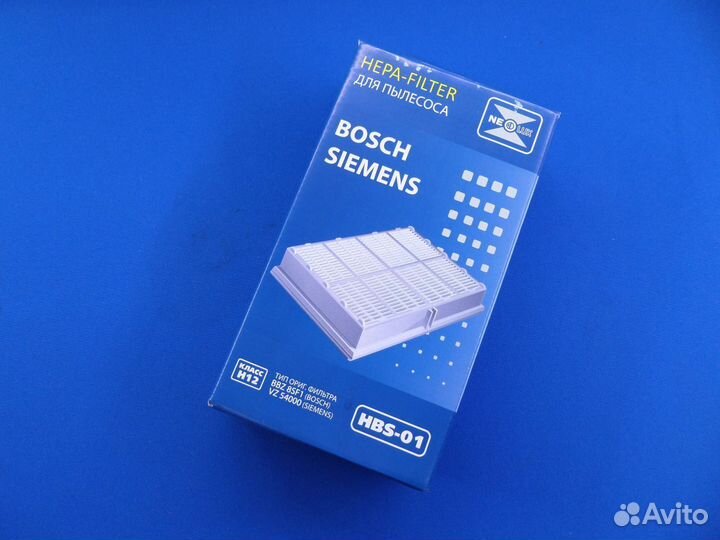 HEPA-FILTER
ДЛЯ ПЫЛЕСОСА
NEOLUX
BOSCH
SIEMENS
КЛАСС
H12
ТИП ОРИГ. ФИЛЬТРА
BBZ 8SF1 (BOSCH)
VZ 54000 (SIEMENS)
HBS-01
Avito